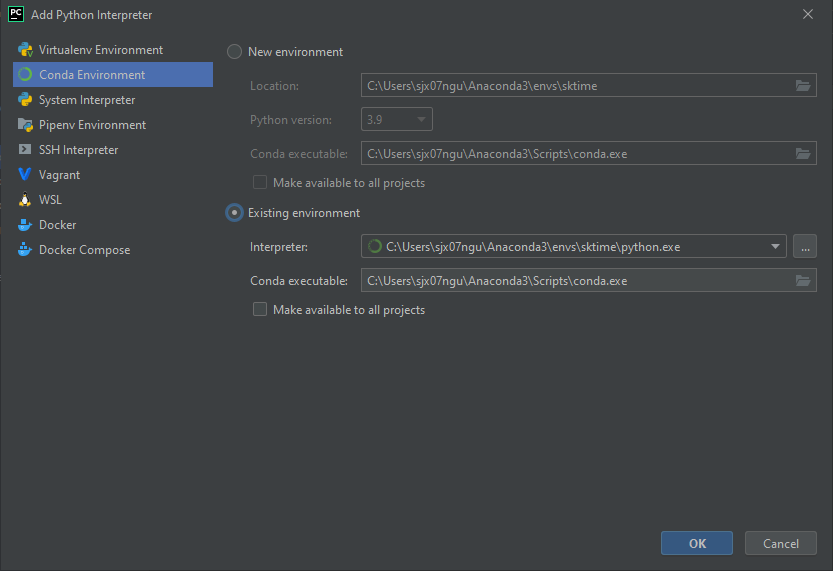 PC Add Python Interpreter
Virtualenv Environment
Conda Environment
System Interpreter
Pipenv Environment
SSH Interpreter
Vagrant
WSL
Docker
Docker Compose
New environment
Location: C:\Users\sjx07ngu\Anaconda3\envs\sktime
Python version: 3.9
Conda executable: C:\Users\sjx07ngu\Anaconda3\Scripts\conda.exe
Make available to all projects
Existing environment
Interpreter: C:\Users\sjx07ngu\Anaconda3\envs\sktime\python.exe ...
Conda executable: C:\Users\sjx07ngu\Anaconda3\Scripts\conda.exe
Make available to all projects
OK Cancel